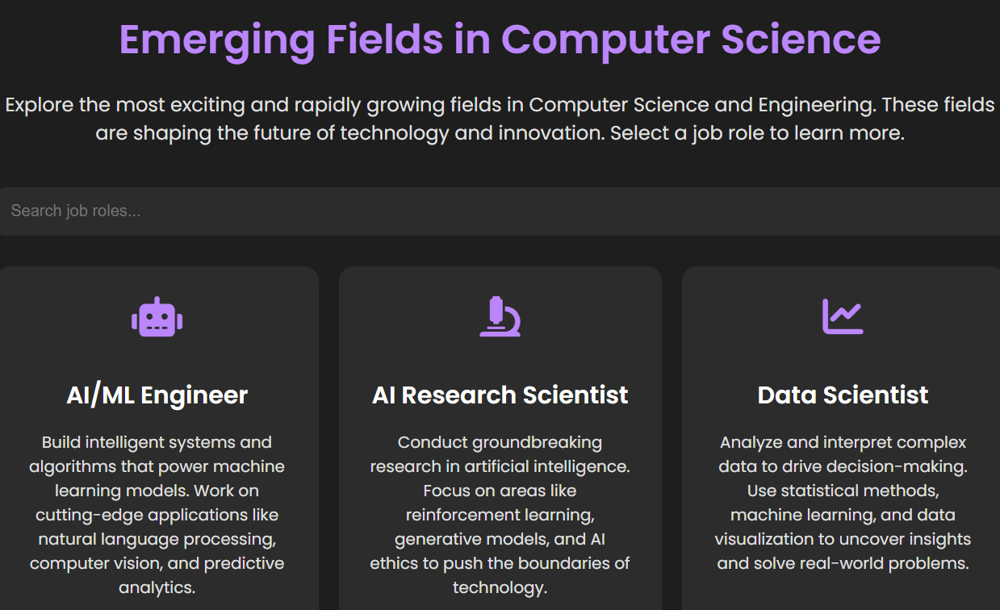 Emerging Fields in Computer Science
Explore the most exciting and rapidly growing fields in Computer Science and Engineering. These fields
are shaping the future of technology and innovation. Select a job role to learn more.
Search job roles...
AI/ML Engineer
Build intelligent systems and
algorithms that power machine
learning models. Work on
cutting-edge applications like
natural language processing,
computer vision, and predictive
analytics.
AI Research Scientist
Conduct groundbreaking
research in artificial intelligence.
Focus on areas like
reinforcement learning,
generative models, and AI
ethics to push the boundaries of
technology.
Data Scientist
Analyze and interpret complex
data to drive decision-making.
Use statistical methods,
machine learning, and data
visualization to uncover insights
and solve real-world problems.